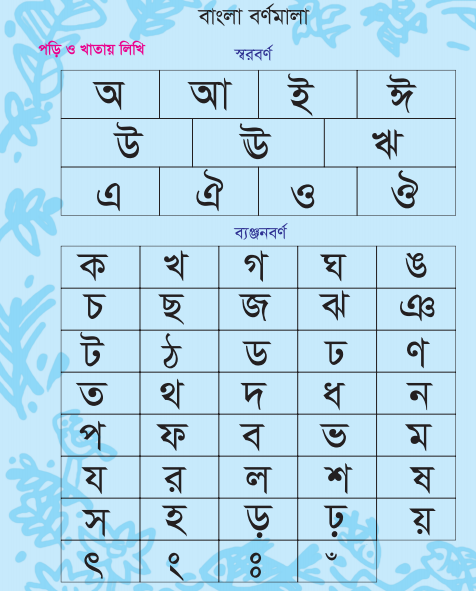 বাংলা বর্ণমালা
পড়ি ও খাতায় লিখি
স্বরবর্ণ
অ আ ই ঈ
উ ঊ ঋ
এ ঐ ও ঔ
ব্যঞ্জনবর্ণ
ক খ গ ঘ ঙ
চ ছ জ ঝ ঞ
ট ঠ ড ঢ ণ
ত থ দ ধ ন
প ফ ব ভ ম
য র ল শ ষ
স হ ড় ঢ় য়
ৎ ং ঃ ঁ